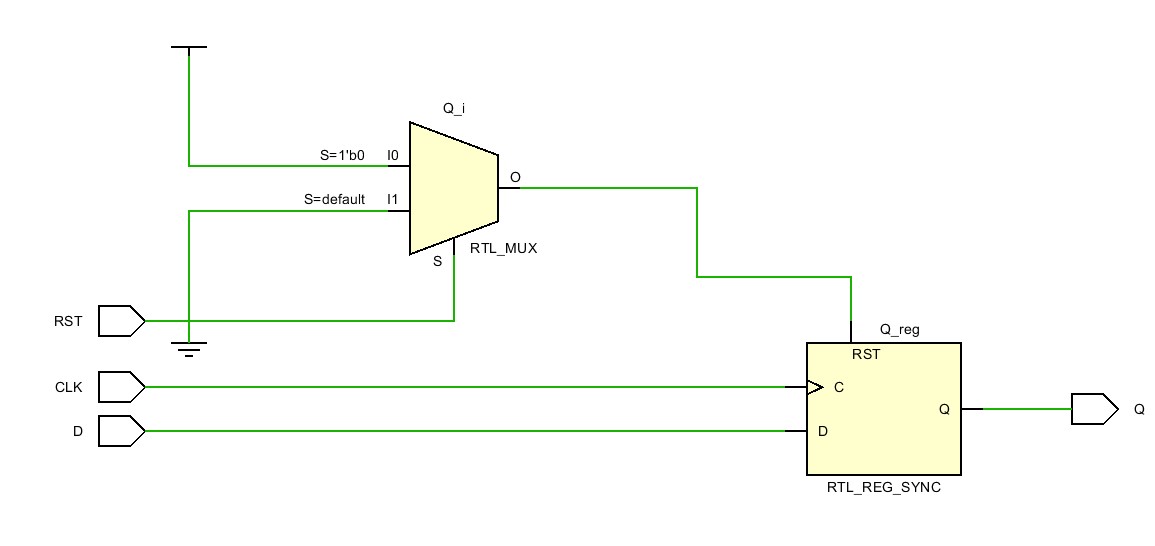 Q_i
S=1'b0 I0
O
S=default I1
RTL_MUX
S
RST
Q_reg
RST
CLK
C
Q
Q
D
D
RTL_REG_SYNC